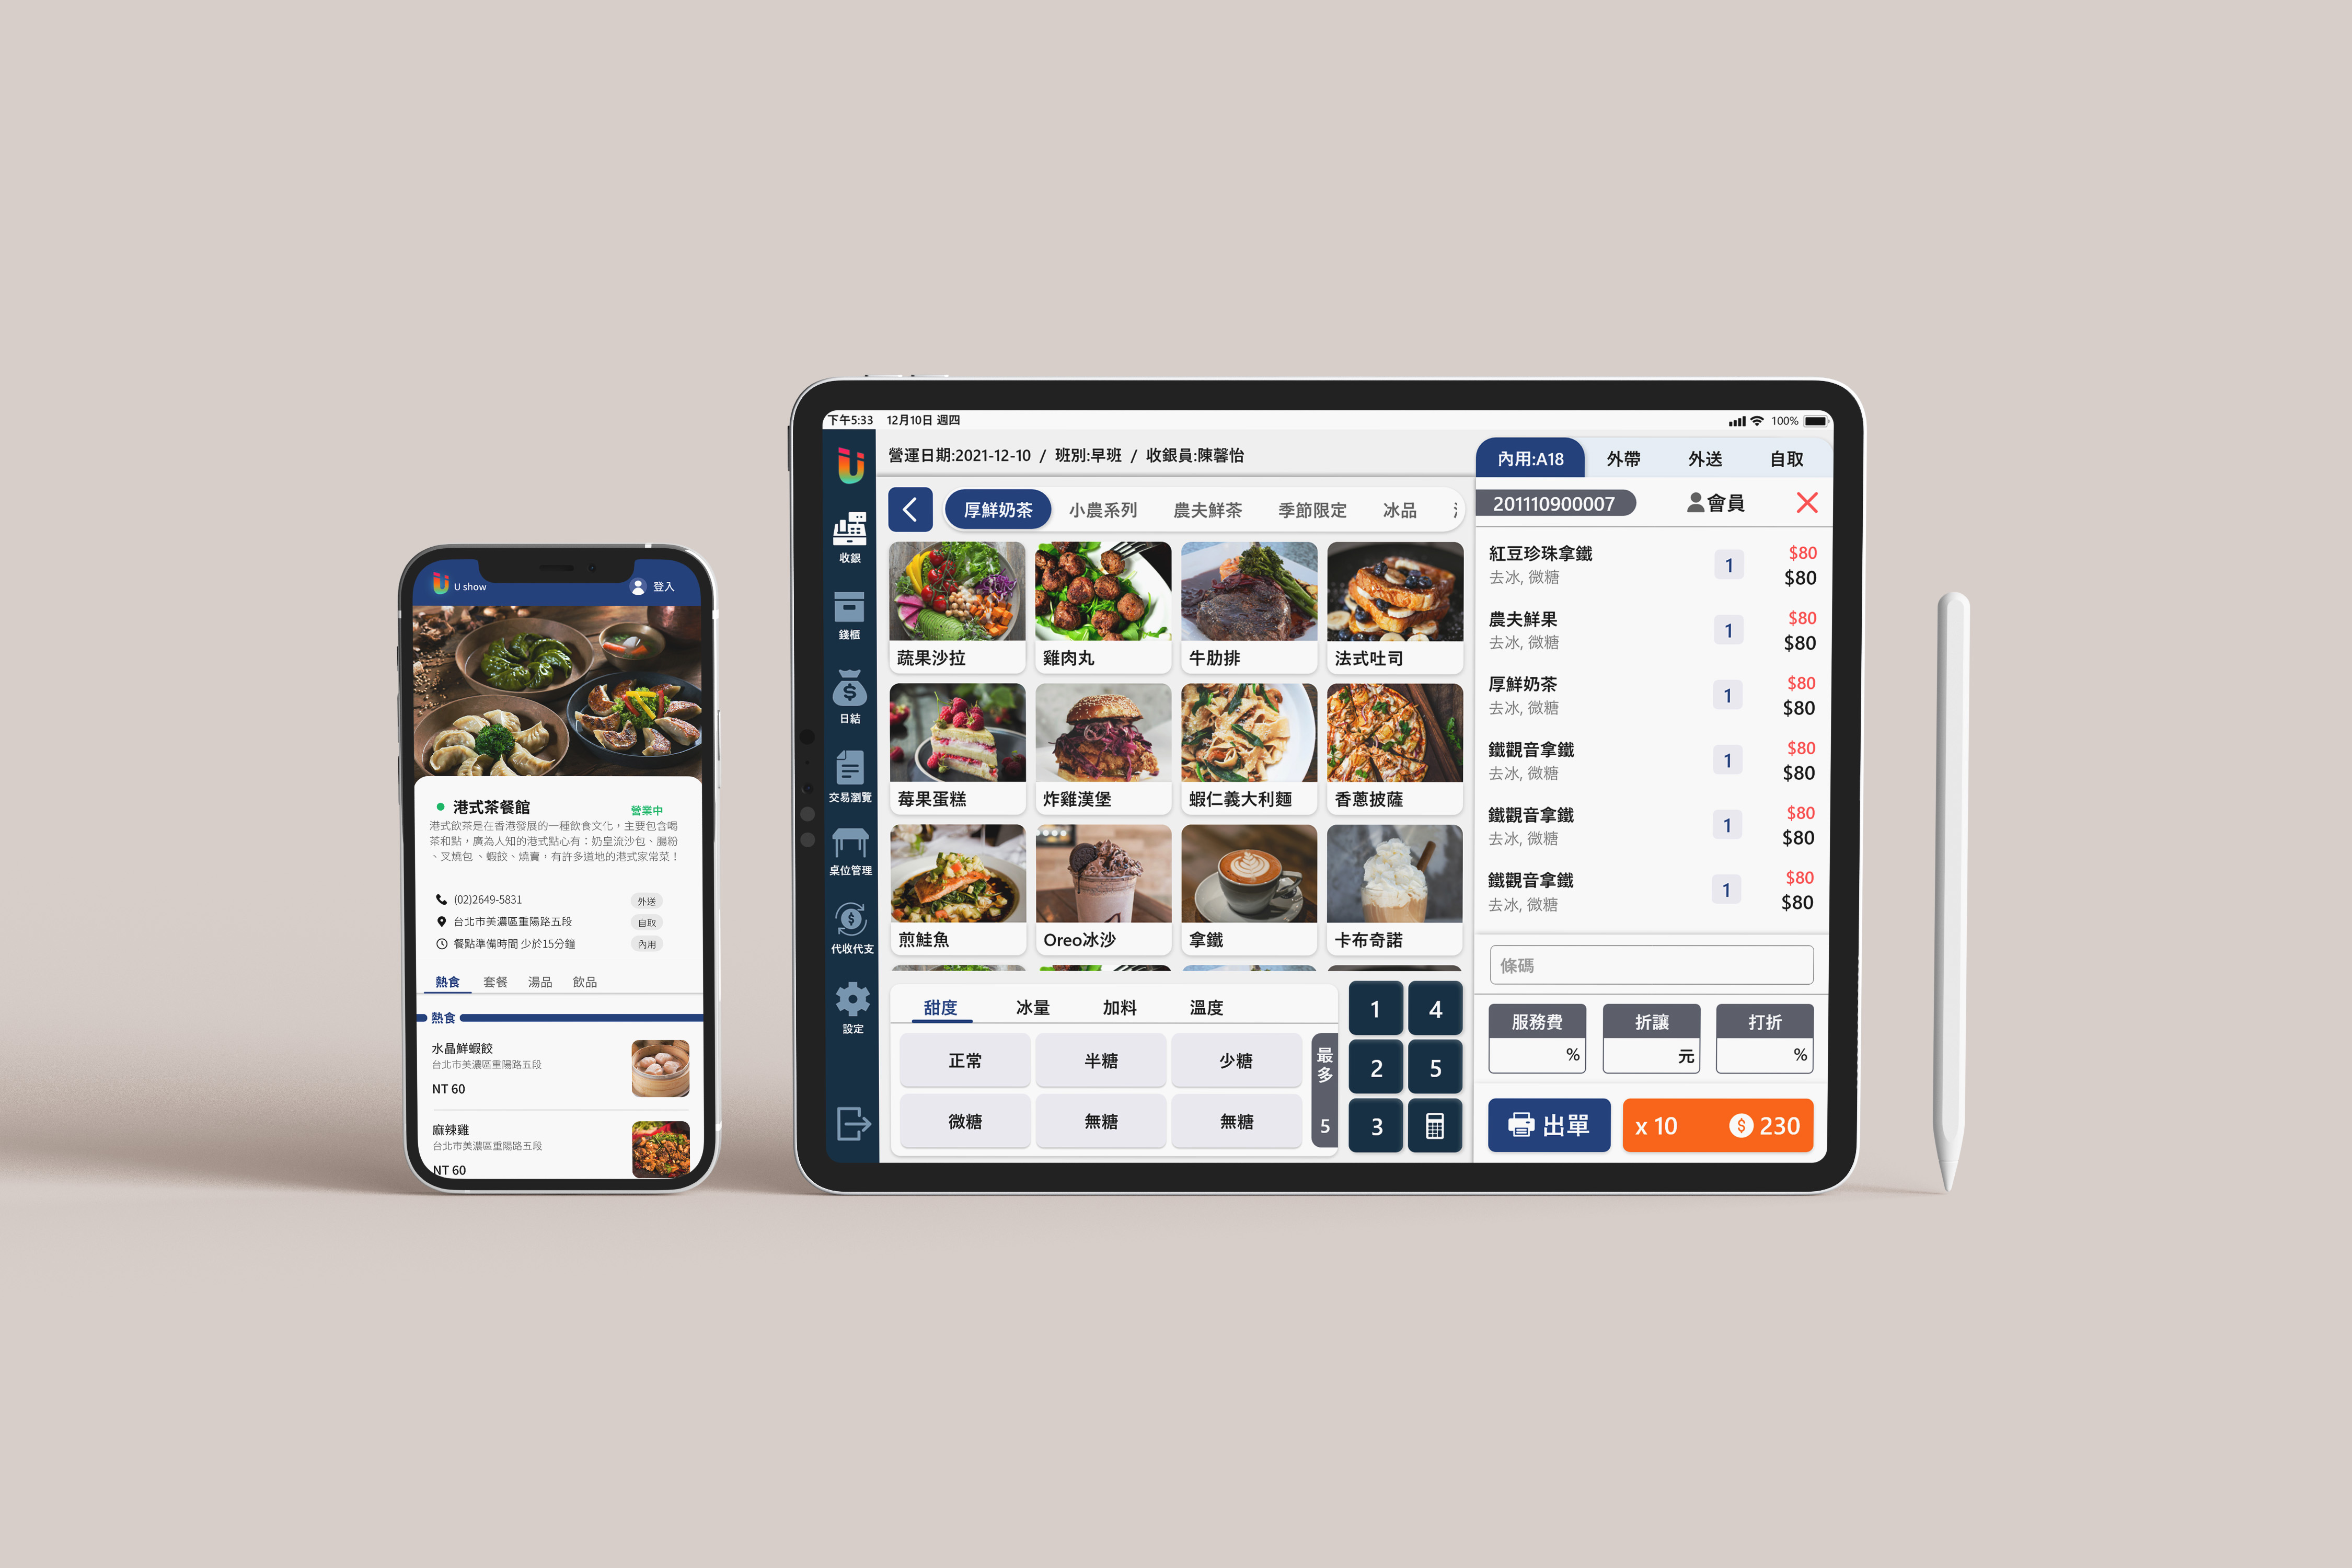 U show
登入
港式茶餐館
營業中
港式飲茶是在香港發展的一種飲食文化，主要包含喝
茶和點，廣為人知的港式點心有：奶皇流沙包、腸粉
、叉燒包 、蝦餃、燒賣，有許多道地的港式家常菜！
(02)2649-5831
外送
台北市美濃區重陽路五段
自取
餐點準備時間 少於15分鐘
內用
熱食 套餐 湯品 飲品
熱食
水晶鮮蝦餃
台北市美濃區重陽路五段
NT 60
麻辣雞
台北市美濃區重陽路五段
NT 60
下午5:33 12月10日 週四
100%
營運日期:2021-12-10 / 班別:早班 / 收銀員:陳馨怡
收銀
錢櫃
日結
交易瀏覽
桌位管理
代收代支
設定
厚鮮奶茶 小農系列 農夫鮮茶 季節限定 冰品
蔬果沙拉 雞肉丸 牛肋排 法式吐司
莓果蛋糕 炸雞漢堡 蝦仁義大利麵 香蔥披薩
煎鮭魚 Oreo冰沙 拿鐵 卡布奇諾
甜度 冰量 加料 溫度
正常 半糖 少糖
微糖 無糖 無糖
最多
5
1 4
2 5
3
內用:A18 外帶 外送 自取
201110900007 會員
紅豆珍珠拿鐵 1 $80
去冰, 微糖 $80
農夫鮮果 1 $80
去冰, 微糖 $80
厚鮮奶茶 1 $80
去冰, 微糖 $80
鐵觀音拿鐵 1 $80
去冰, 微糖 $80
鐵觀音拿鐵 1 $80
去冰, 微糖 $80
鐵觀音拿鐵 1 $80
去冰, 微糖 $80
條碼
服務費 折讓 打折
% 元 %
出單 x 10 $ 230